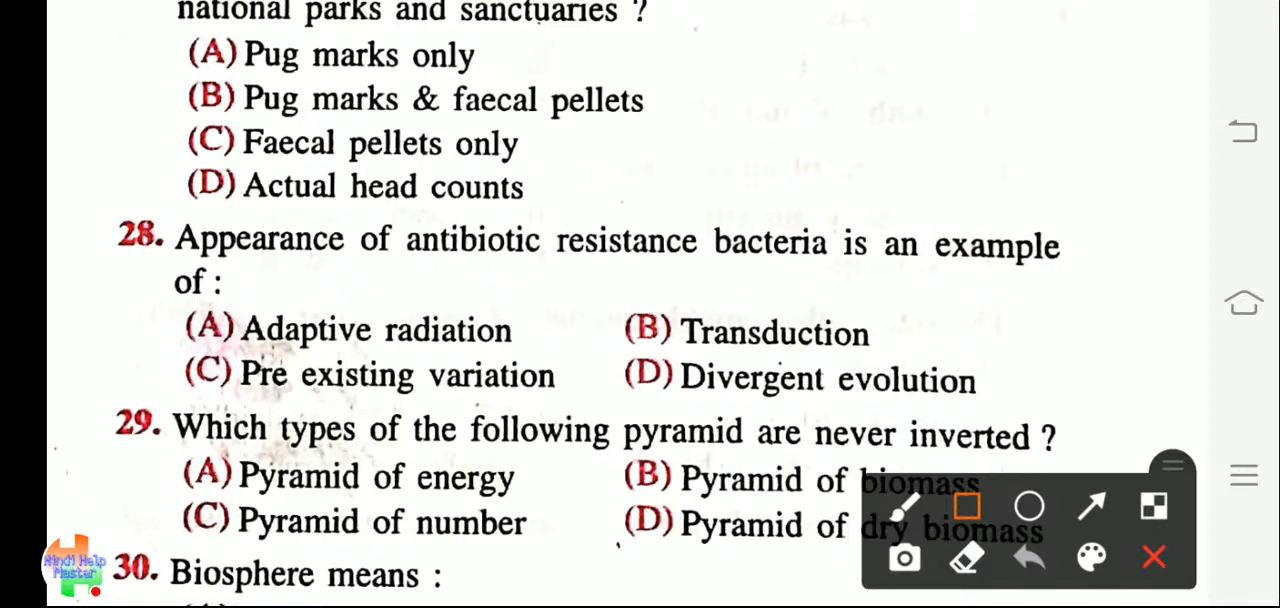 national parks and sanctuaries ?
(A) Pug marks only
(B) Pug marks & faecal pellets
(C) Faecal pellets only
(D) Actual head counts
28. Appearance of antibiotic resistance bacteria is an example
of :
(A) Adaptive radiation (B) Transduction
(C) Pre existing variation (D) Divergent evolution
29. Which types of the following pyramid are never inverted ?
(A) Pyramid of energy (B) Pyramid of biomass
(C) Pyramid of number (D) Pyramid of dry biomass
Hindi Help
Master
30. Biosphere means :